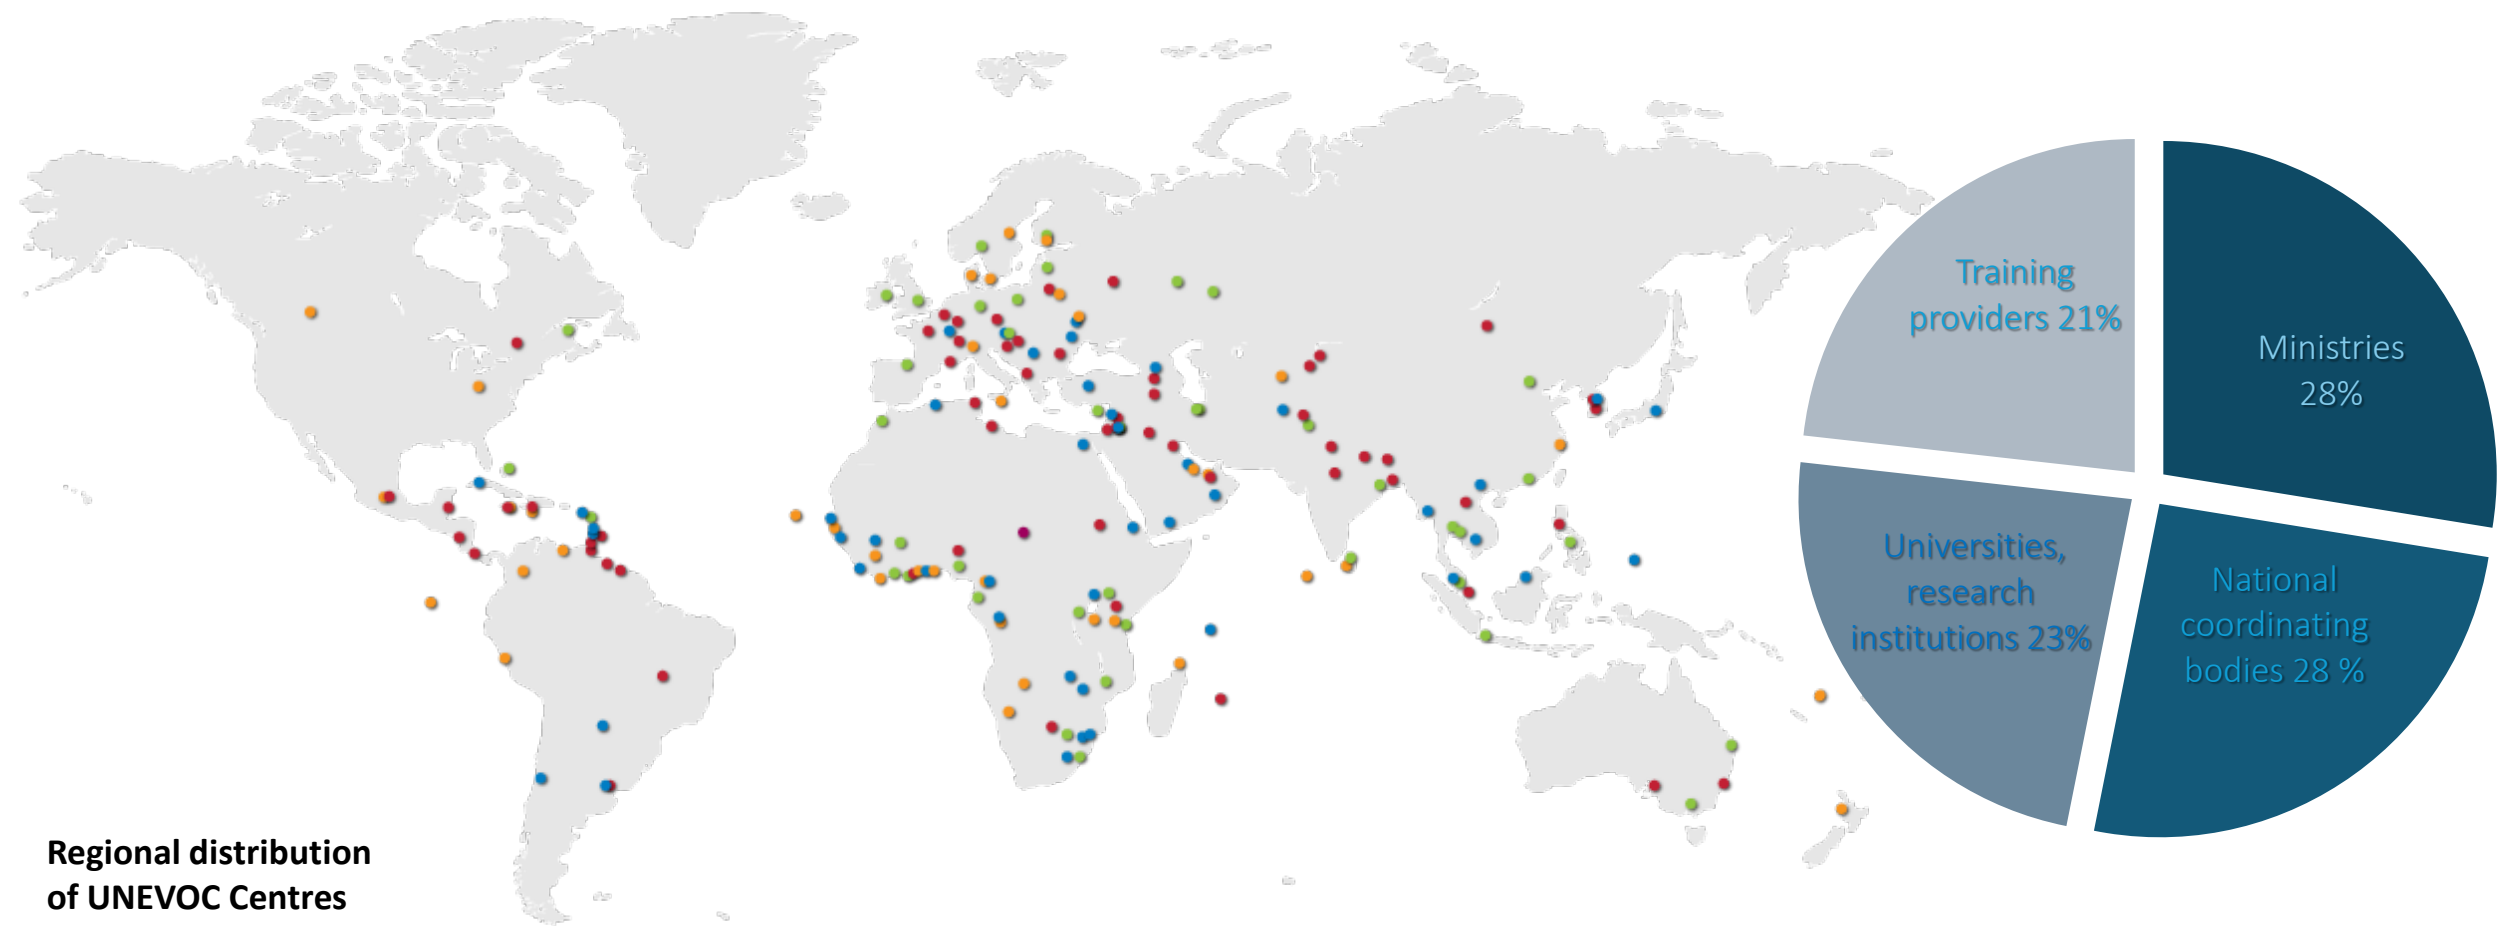 Training
providers 21%
Ministries
28%
Universities,
research
institutions 23%
National
coordinating
bodies 28 %
Regional distribution
of UNEVOC Centres